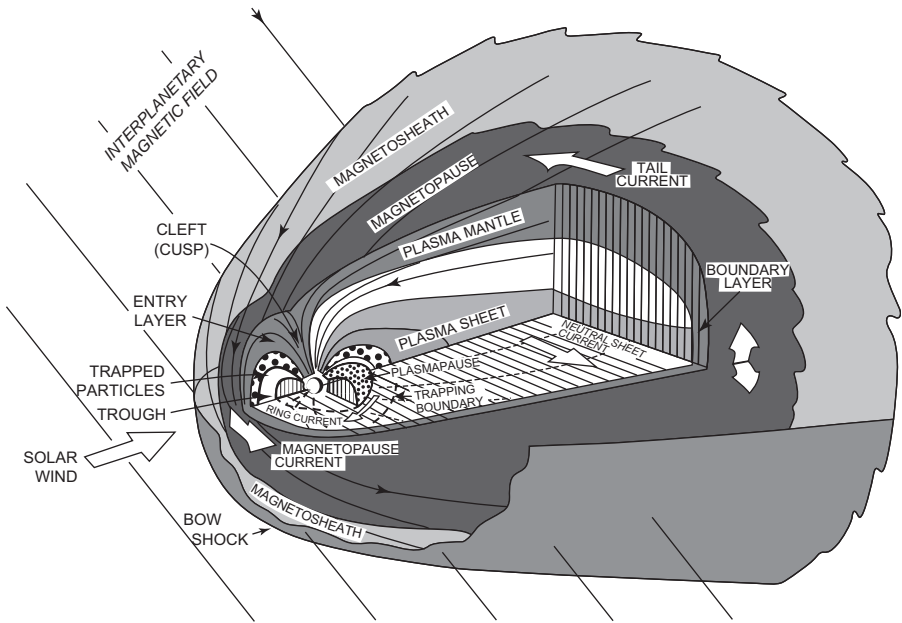 INTERPLANETARY
MAGNETIC FIELD
MAGNETOSHEATH
MAGNETOPAUSE
TAIL
CURRENT
CLEFT
(CUSP)
PLASMA MANTLE
BOUNDARY
LAYER
ENTRY
LAYER
PLASMA SHEET
NEUTRAL SHEET
CURRENT
TRAPPED
PARTICLES
PLASMAPAUSE
TRAPPING
BOUNDARY
TROUGH
RING CURRENT
SOLAR
WIND
MAGNETOPAUSE
CURRENT
MAGNETOSHEATH
BOW
SHOCK